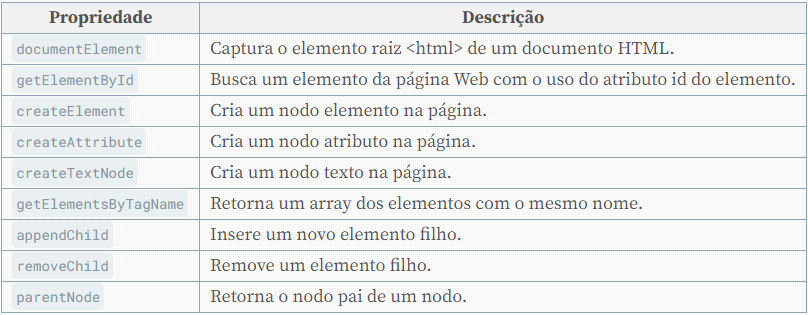 Propriedade Descrição
documentElement Captura o elemento raiz <html> de um documento HTML.
getElementById Busca um elemento da página Web com o uso do atributo id do elemento.
createElement Cria um nodo elemento na página.
createAttribute Cria um nodo atributo na página.
createTextNode Cria um nodo texto na página.
getElementsByTagName Retorna um array dos elementos com o mesmo nome.
appendChild Insere um novo elemento filho.
removeChild Remove um elemento filho.
parentNode Retorna o nodo pai de um nodo.